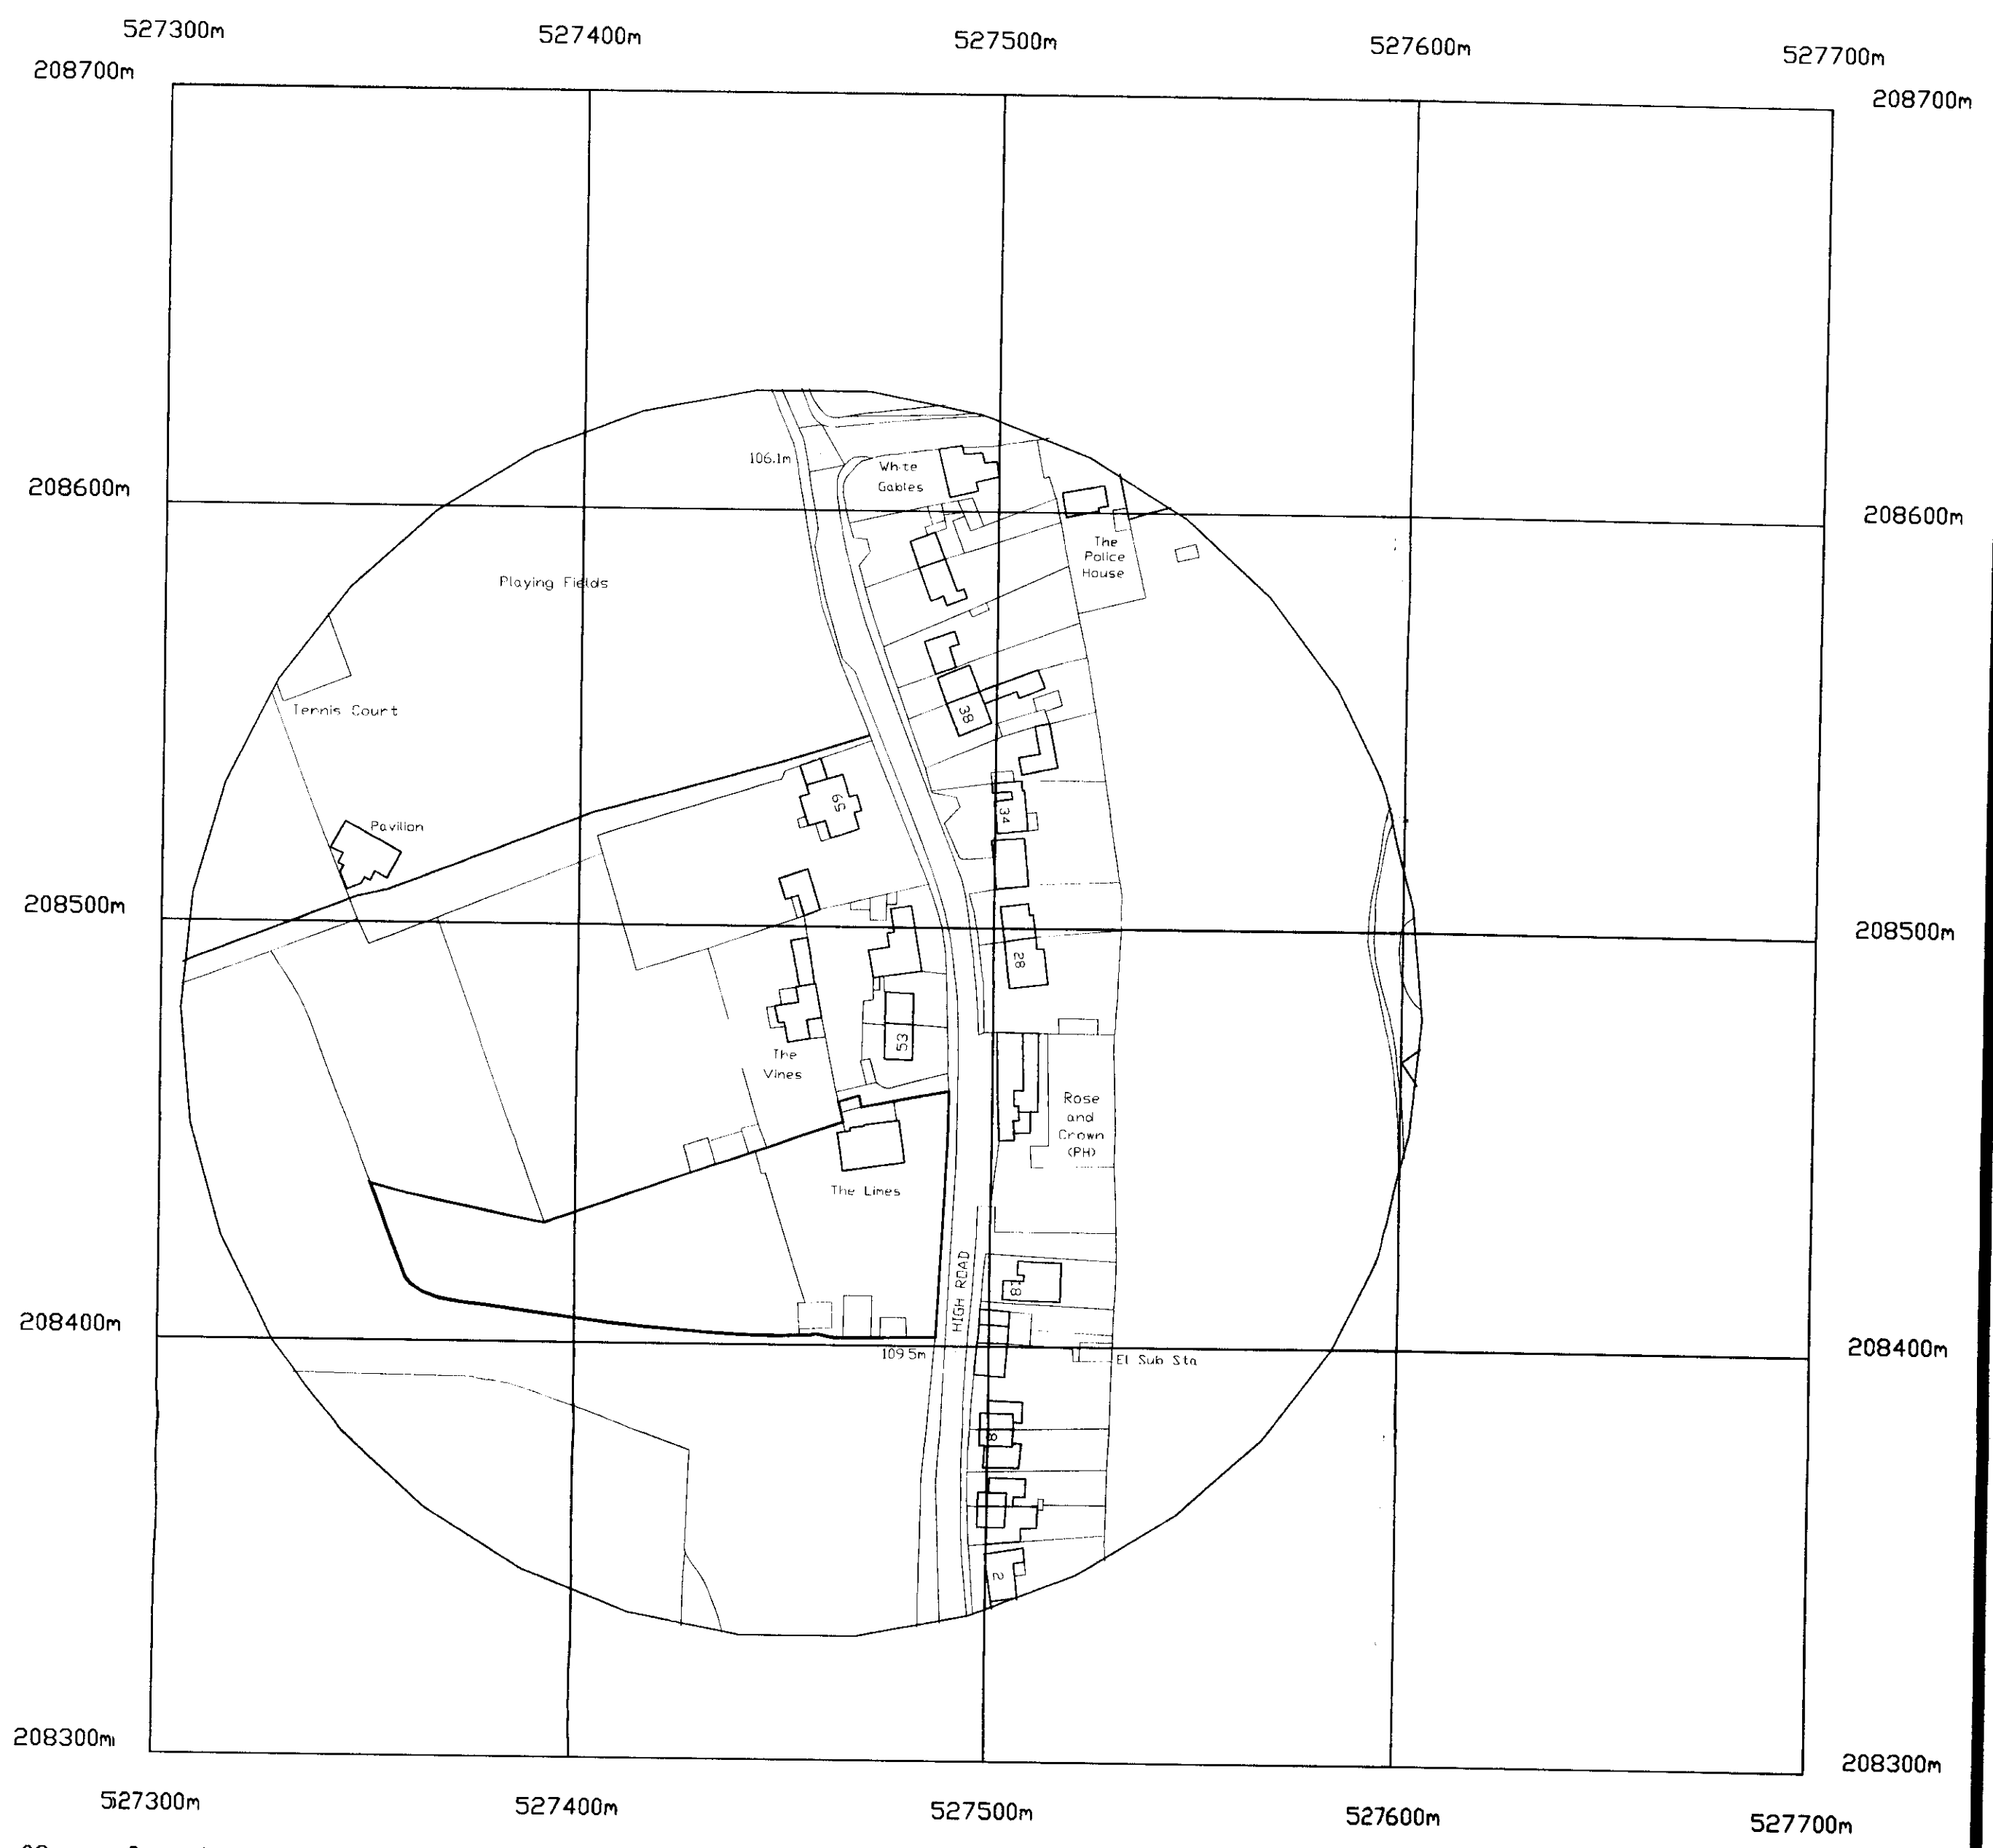 527300m
527400m
527500m
527600m
527700m
208700m
208700m
106.1m
White
Gables
208600m
208600m
The
Police
House
Playing Fields
Tennis Court
38
65
34
Pavilion
208500m
208500m
28
53
The
Vines
Rose
and
Crown
(PH)
The Limes
HIGH ROAD
18
208400m
208400m
109.5m
El Sub Sta
8
2
208300m
208300m
527300m
527400m
527500m
527600m
527700m